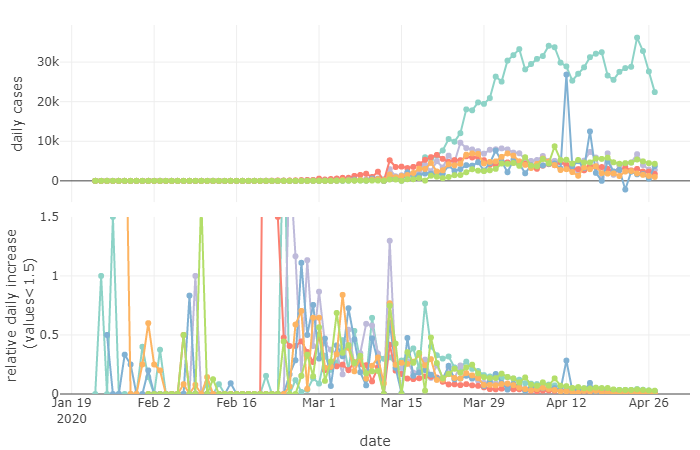 daily cases
30k
20k
10k
0
relative daily increase
(values<1.5)
1.5
1
0.5
0
Jan 19
2020
Feb 2
Feb 16
Mar 1
Mar 15
Mar 29
Apr 12
Apr 26
date